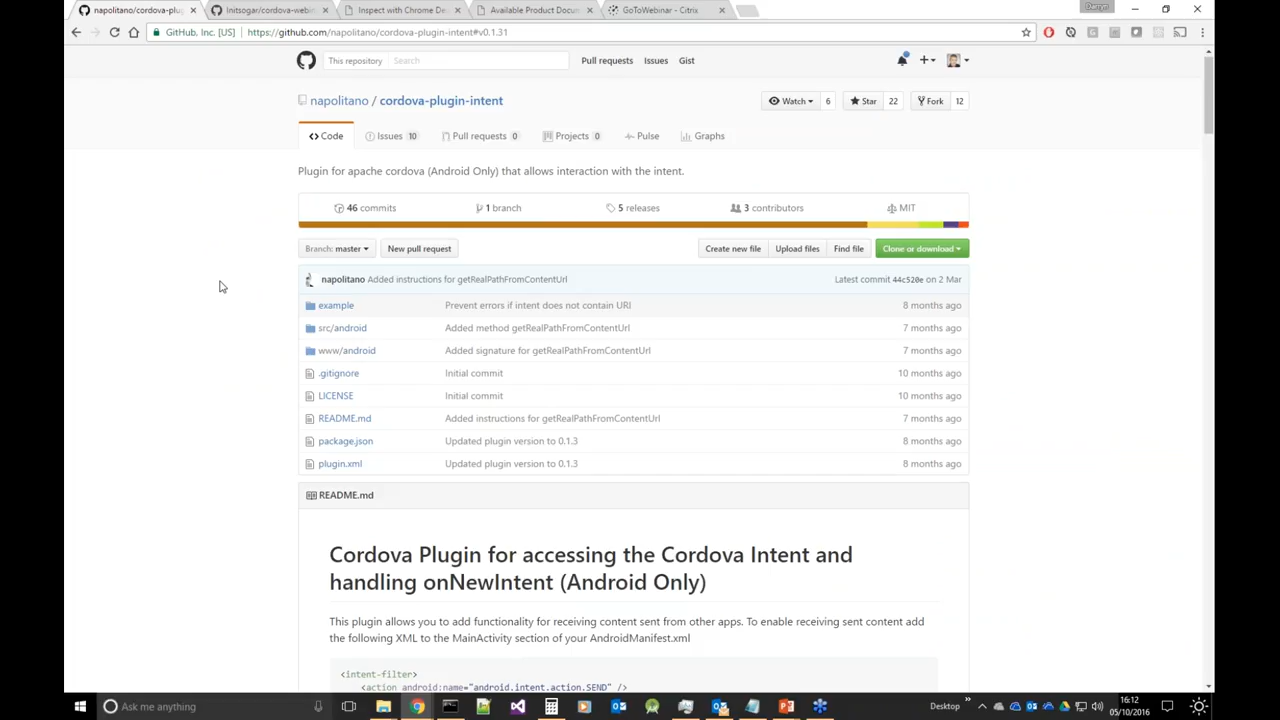 napolitano/cordova-plug
Initsogar/cordova-webin
Inspect with Chrome De
Available Product Docu
GoToWebinar - Citrix
Darryn
GitHub, Inc. [US]
https://github.com/napolitano/cordova-plugin-intent#v0.1.31
This repository
Search
Pull requests
Issues
Gist
napolitano / cordova-plugin-intent
Watch
6
Star
22
Fork
12
Code
Issues 10
Pull requests 0
Projects 0
Pulse
Graphs
Plugin for apache cordova (Android Only) that allows interaction with the intent.
46 commits
1 branch
5 releases
3 contributors
MIT
Branch: master
New pull request
Create new file
Upload files
Find file
Clone or download
napolitano Added instructions for getRealPathFromContentUrl
Latest commit 44c520e on 2 Mar
example
Prevent errors if intent does not contain URI
8 months ago
src/android
Added method getRealPathFromContentUrl
7 months ago
www/android
Added signature for getRealPathFromContentUrl
7 months ago
.gitignore
Initial commit
10 months ago
LICENSE
Initial commit
10 months ago
README.md
Added instructions for getRealPathFromContentUrl
7 months ago
package.json
Updated plugin version to 0.1.3
8 months ago
plugin.xml
Updated plugin version to 0.1.3
8 months ago
README.md
Cordova Plugin for accessing the Cordova Intent and
handling onNewIntent (Android Only)
This plugin allows you to add functionality for receiving content sent from other apps. To enable receiving sent content add
the following XML to the MainActivity section of your AndroidManifest.xml
<intent-filter>
<action android:name="android.intent.action.SEND" />
Ask me anything
Desktop
16:12
05/10/2016